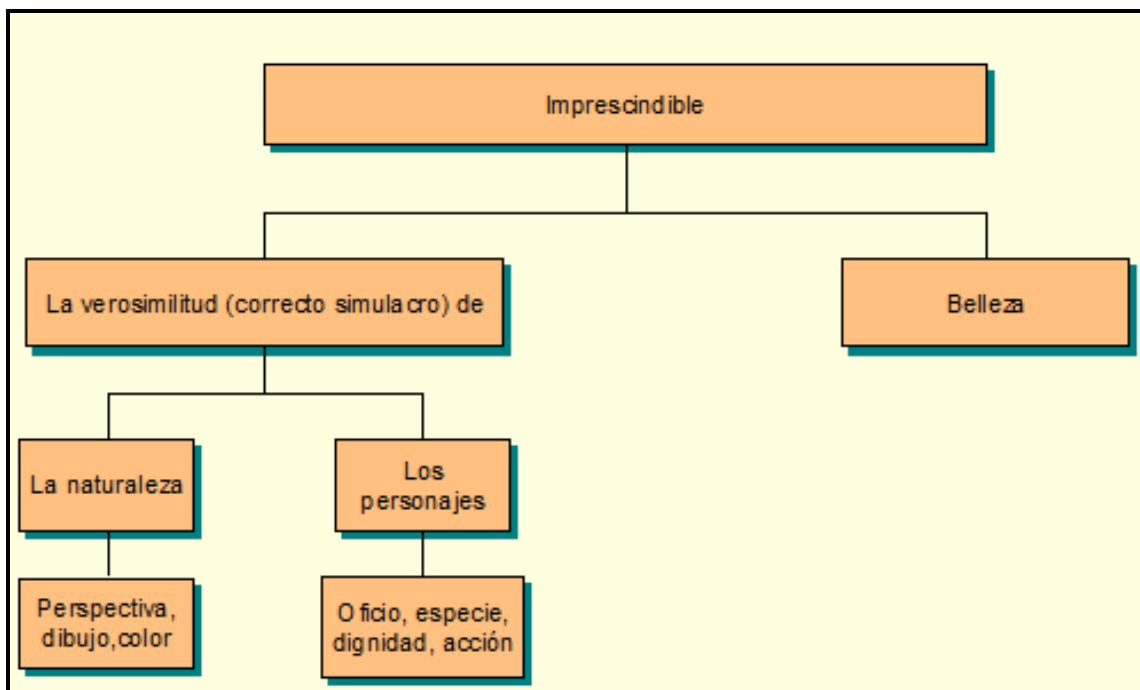 Imprescindible
La verosimilitud (correcto simulacro) de
Belleza
La naturaleza
Los
personajes
Perspectiva,
dibujo,color
Oficio, especie,
dignidad, acción